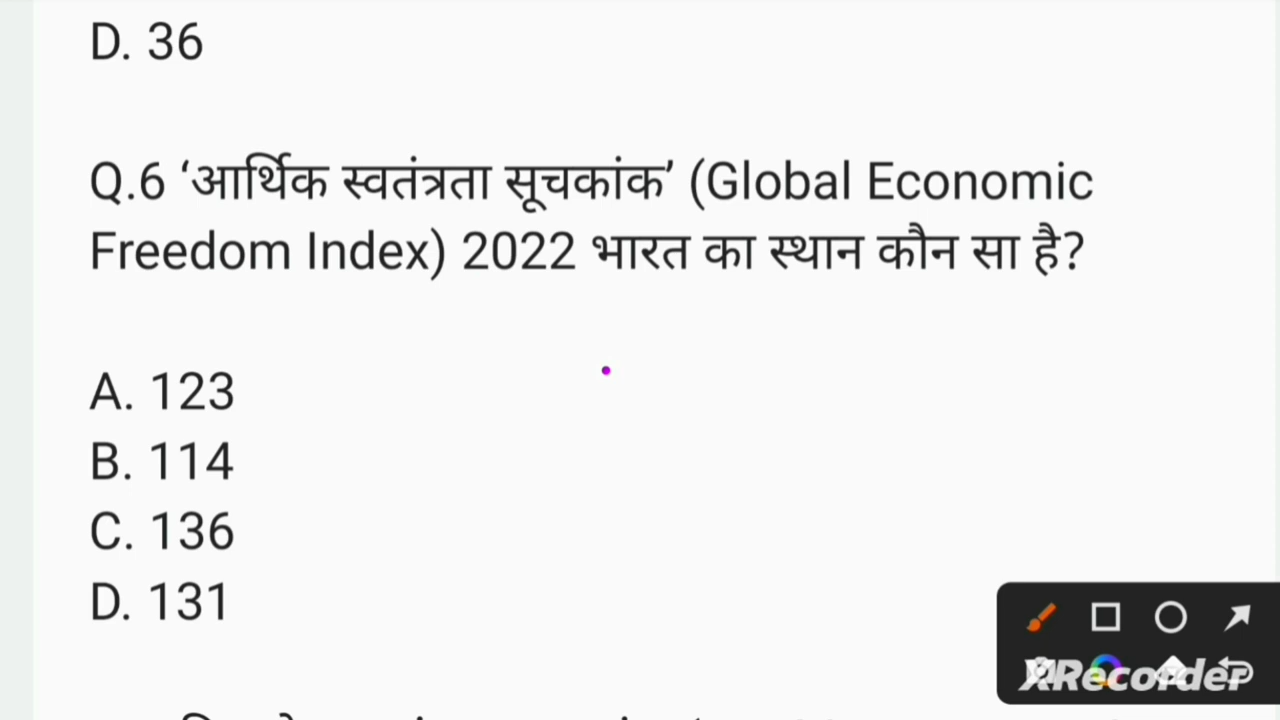 D. 36
Q.6 ‘आर्थिक स्वतंत्रता सूचकांक’ (Global Economic
Freedom Index) 2022 भारत का स्थान कौन सा है?
A. 123
B. 114
C. 136
D. 131
XRecorder